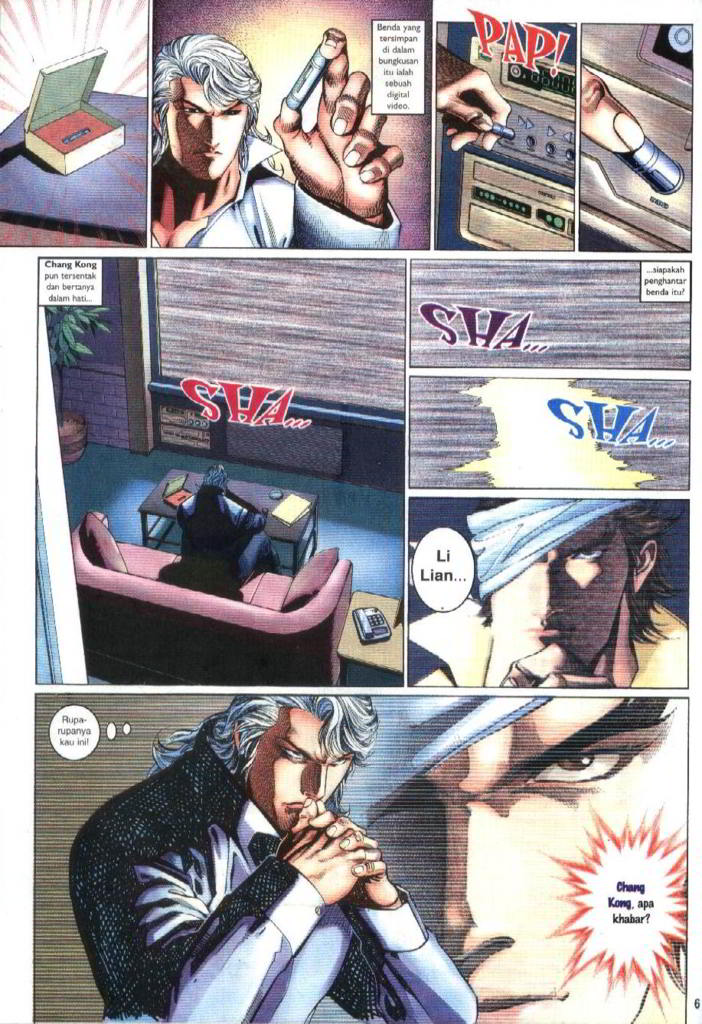 Benda yang
tersimpan
di dalam
bungkusan
itu ialah
sebuah
digital
video.
PAP!
Chang Kong
pun tersentak
dan bertanya
dalam hati...
SHA...
...siapakah
penghantar
benda itu?
SHA...
SHA...
Li
Lian...
Rupa-
rupanya
kau ini!
Chang
Kong, apa
khabar?
6